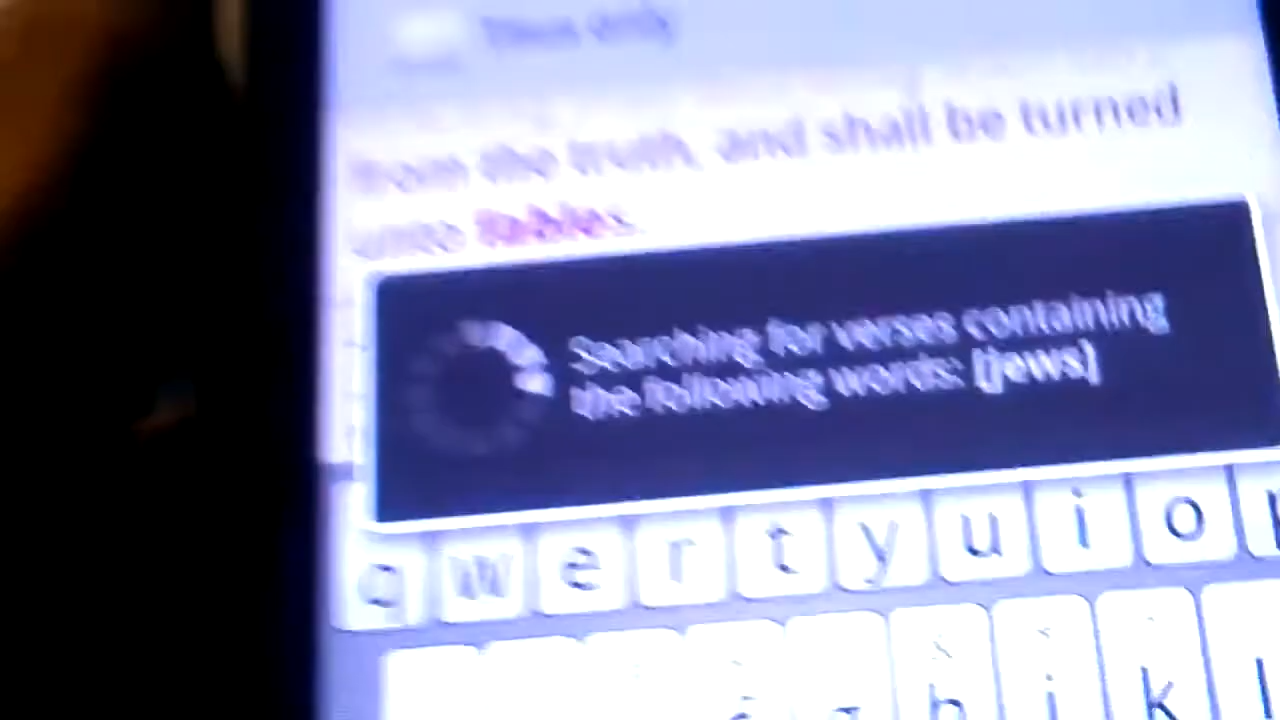 from the truth, and shall be turned
unto fables.
Searching for verses containing
the following words: [jews]
q w e r t y u i o
g h j k l